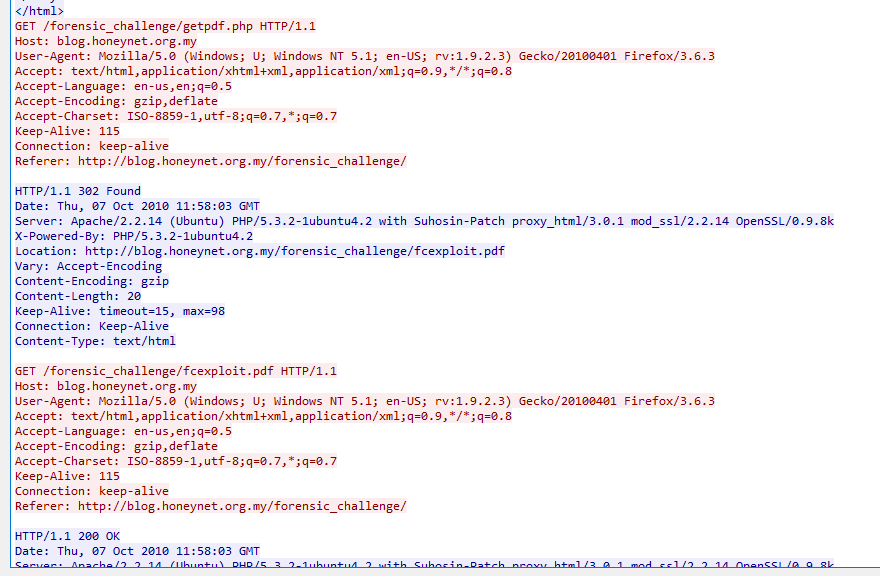 </html>
GET /forensic_challenge/getpdf.php HTTP/1.1
Host: blog.honeynet.org.my
User-Agent: Mozilla/5.0 (Windows; U; Windows NT 5.1; en-US; rv:1.9.2.3) Gecko/20100401 Firefox/3.6.3
Accept: text/html,application/xhtml+xml,application/xml;q=0.9,*/*;q=0.8
Accept-Language: en-us,en;q=0.5
Accept-Encoding: gzip,deflate
Accept-Charset: ISO-8859-1,utf-8;q=0.7,*;q=0.7
Keep-Alive: 115
Connection: keep-alive
Referer: http://blog.honeynet.org.my/forensic_challenge/

HTTP/1.1 302 Found
Date: Thu, 07 Oct 2010 11:58:03 GMT
Server: Apache/2.2.14 (Ubuntu) PHP/5.3.2-1ubuntu4.2 with Suhosin-Patch proxy_html/3.0.1 mod_ssl/2.2.14 OpenSSL/0.9.8k
X-Powered-By: PHP/5.3.2-1ubuntu4.2
Location: http://blog.honeynet.org.my/forensic_challenge/fcexploit.pdf
Vary: Accept-Encoding
Content-Encoding: gzip
Content-Length: 20
Keep-Alive: timeout=15, max=98
Connection: Keep-Alive
Content-Type: text/html

GET /forensic_challenge/fcexploit.pdf HTTP/1.1
Host: blog.honeynet.org.my
User-Agent: Mozilla/5.0 (Windows; U; Windows NT 5.1; en-US; rv:1.9.2.3) Gecko/20100401 Firefox/3.6.3
Accept: text/html,application/xhtml+xml,application/xml;q=0.9,*/*;q=0.8
Accept-Language: en-us,en;q=0.5
Accept-Encoding: gzip,deflate
Accept-Charset: ISO-8859-1,utf-8;q=0.7,*;q=0.7
Keep-Alive: 115
Connection: keep-alive
Referer: http://blog.honeynet.org.my/forensic_challenge/

HTTP/1.1 200 OK
Date: Thu, 07 Oct 2010 11:58:03 GMT
Server: Apache/2.2.14 (Ubuntu) PHP/5.3.2-1ubuntu4.2 with Suhosin-Patch proxy_html/3.0.1 mod_ssl/2.2.14 OpenSSL/0.9.8k